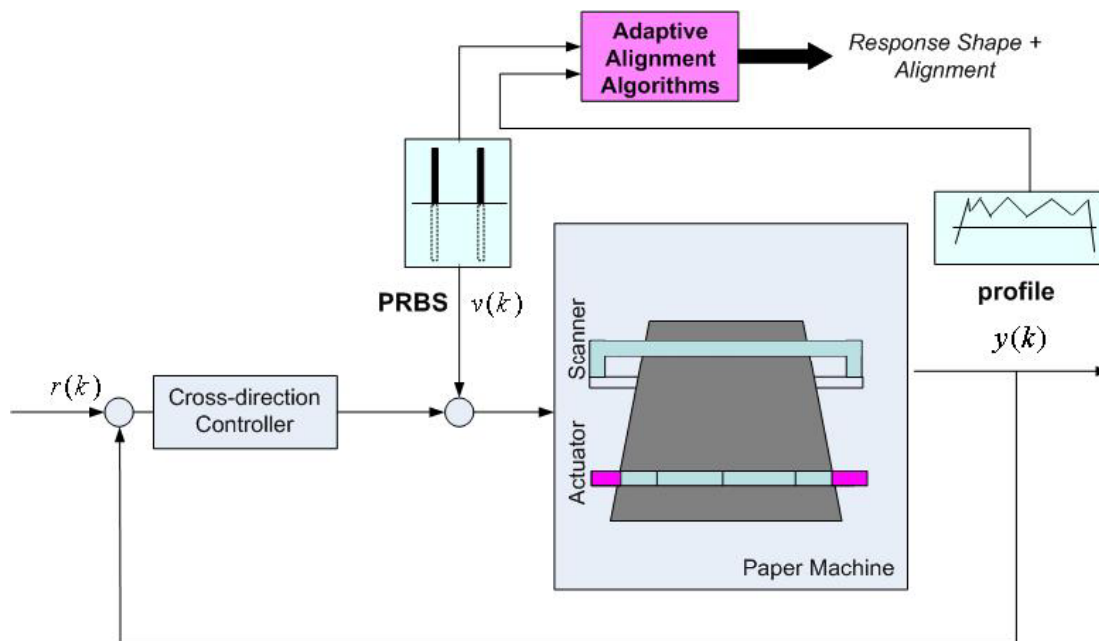 Adaptive
Alignment
Algorithms
Response Shape +
Alignment
PRBS
v(k)
profile
y(k)
r(k)
Cross-direction
Controller
Scanner
Actuator
Paper Machine